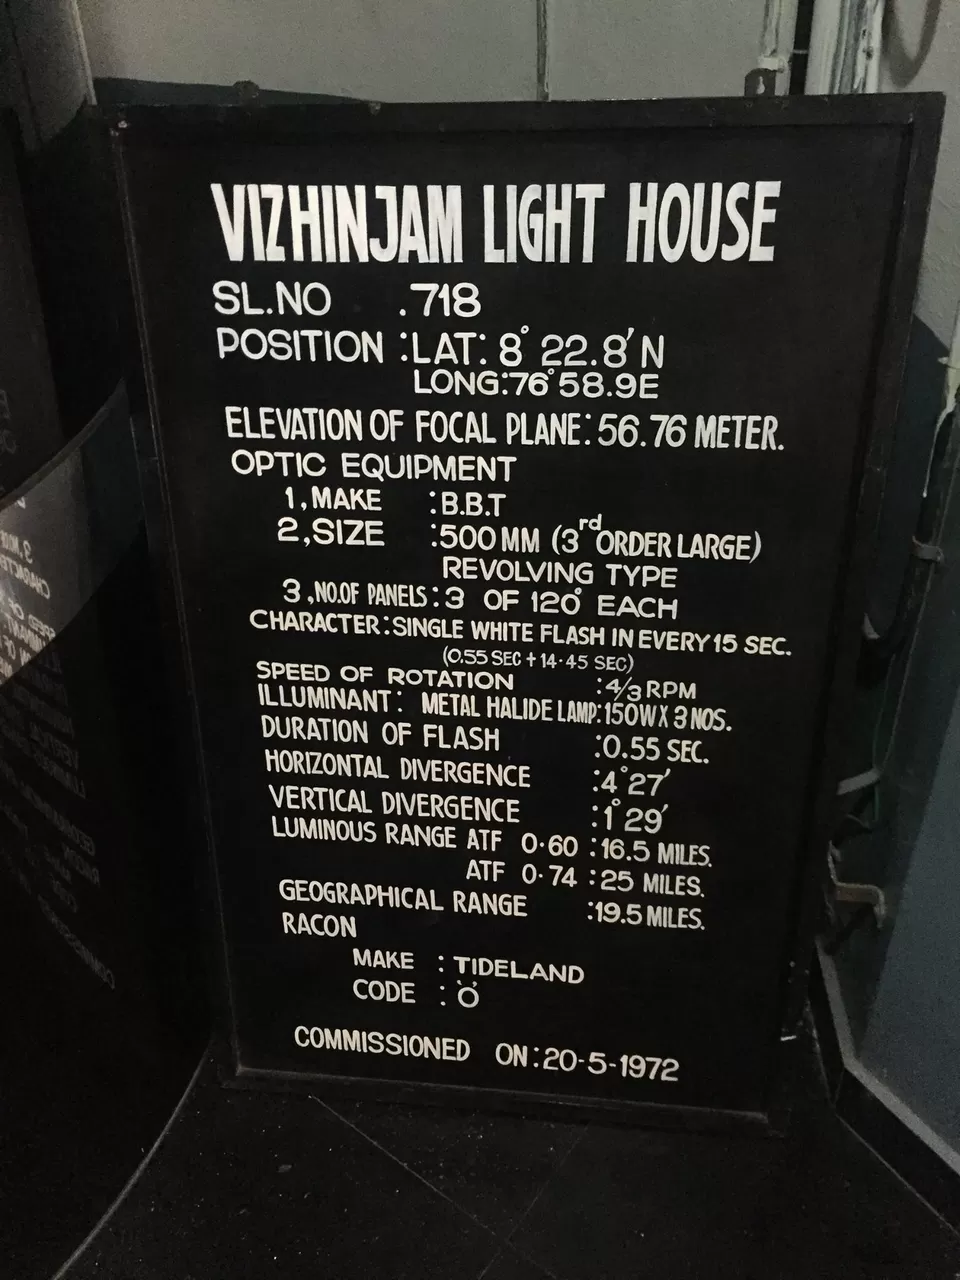 VIZHINJAM LIGHT HOUSE
SL.NO .718
POSITION :LAT: 8° 22.8′ N
LONG:76° 58.9E
ELEVATION OF FOCAL PLANE: 56.76 METER.
OPTIC EQUIPMENT
1, MAKE :B.B.T
2, SIZE :500 MM (3rd ORDER LARGE)
REVOLVING TYPE
3, NO.OF PANELS:3 OF 120° EACH
CHARACTER:SINGLE WHITE FLASH IN EVERY 15 SEC.
(0.55 SEC + 14.45 SEC)
SPEED OF ROTATION :4/3 RPM
ILLUMINANT: METAL HALIDE LAMP:150W X 3 NOS.
DURATION OF FLASH :0.55 SEC.
HORIZONTAL DIVERGENCE :4° 27′
VERTICAL DIVERGENCE :1° 29′
LUMINOUS RANGE ATF 0.60 :16.5 MILES.
ATF 0.74 :25 MILES.
GEOGRAPHICAL RANGE :19.5 MILES.
RACON
MAKE : TIDELAND
CODE : Ö
COMMISSIONED ON:20-5-1972